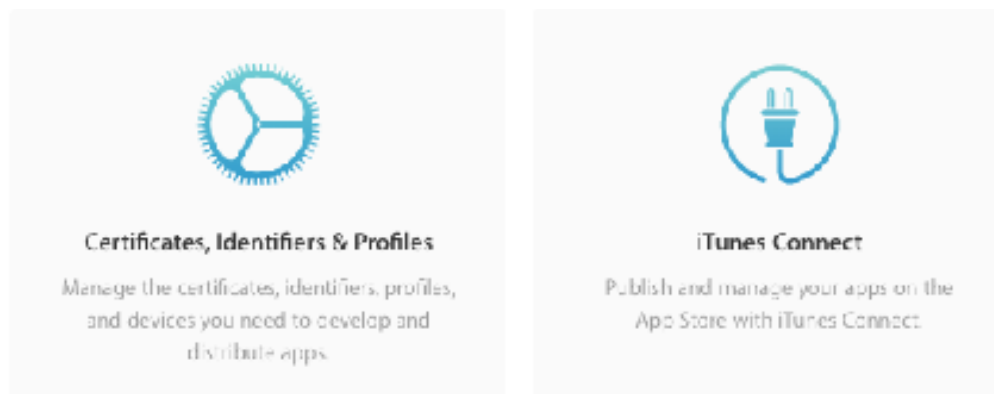 Certificates, Identifiers & Profiles
Manage the certificates, identifiers, profiles,
and devices you need to develop and
distribute apps.
iTunes Connect
Publish and manage your apps on the
App Store with iTunes Connect.